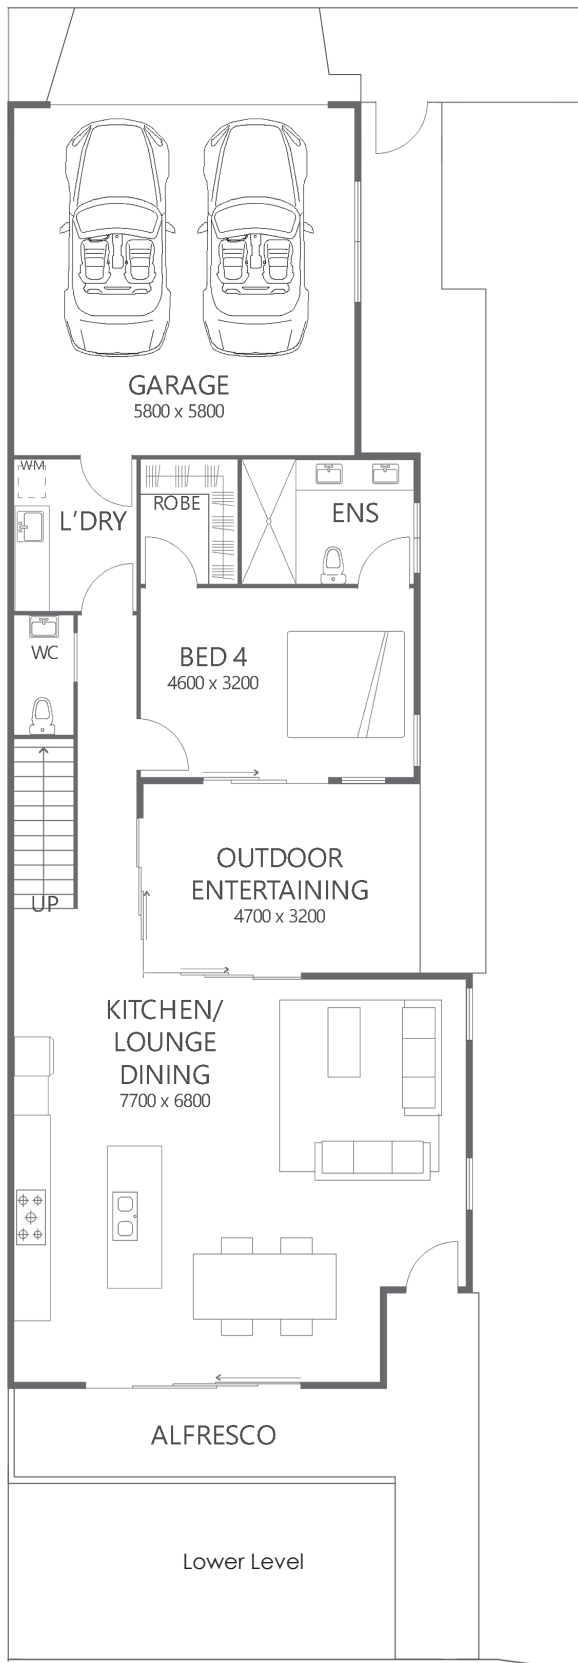 GARAGE
5800 x 5800
WM
L'DRY
ROBE
ENS
WC
BED 4
4600 x 3200
UP
OUTDOOR
ENTERTAINING
4700 x 3200
KITCHEN/
LOUNGE
DINING
7700 x 6800
ALFRESCO
Lower Level